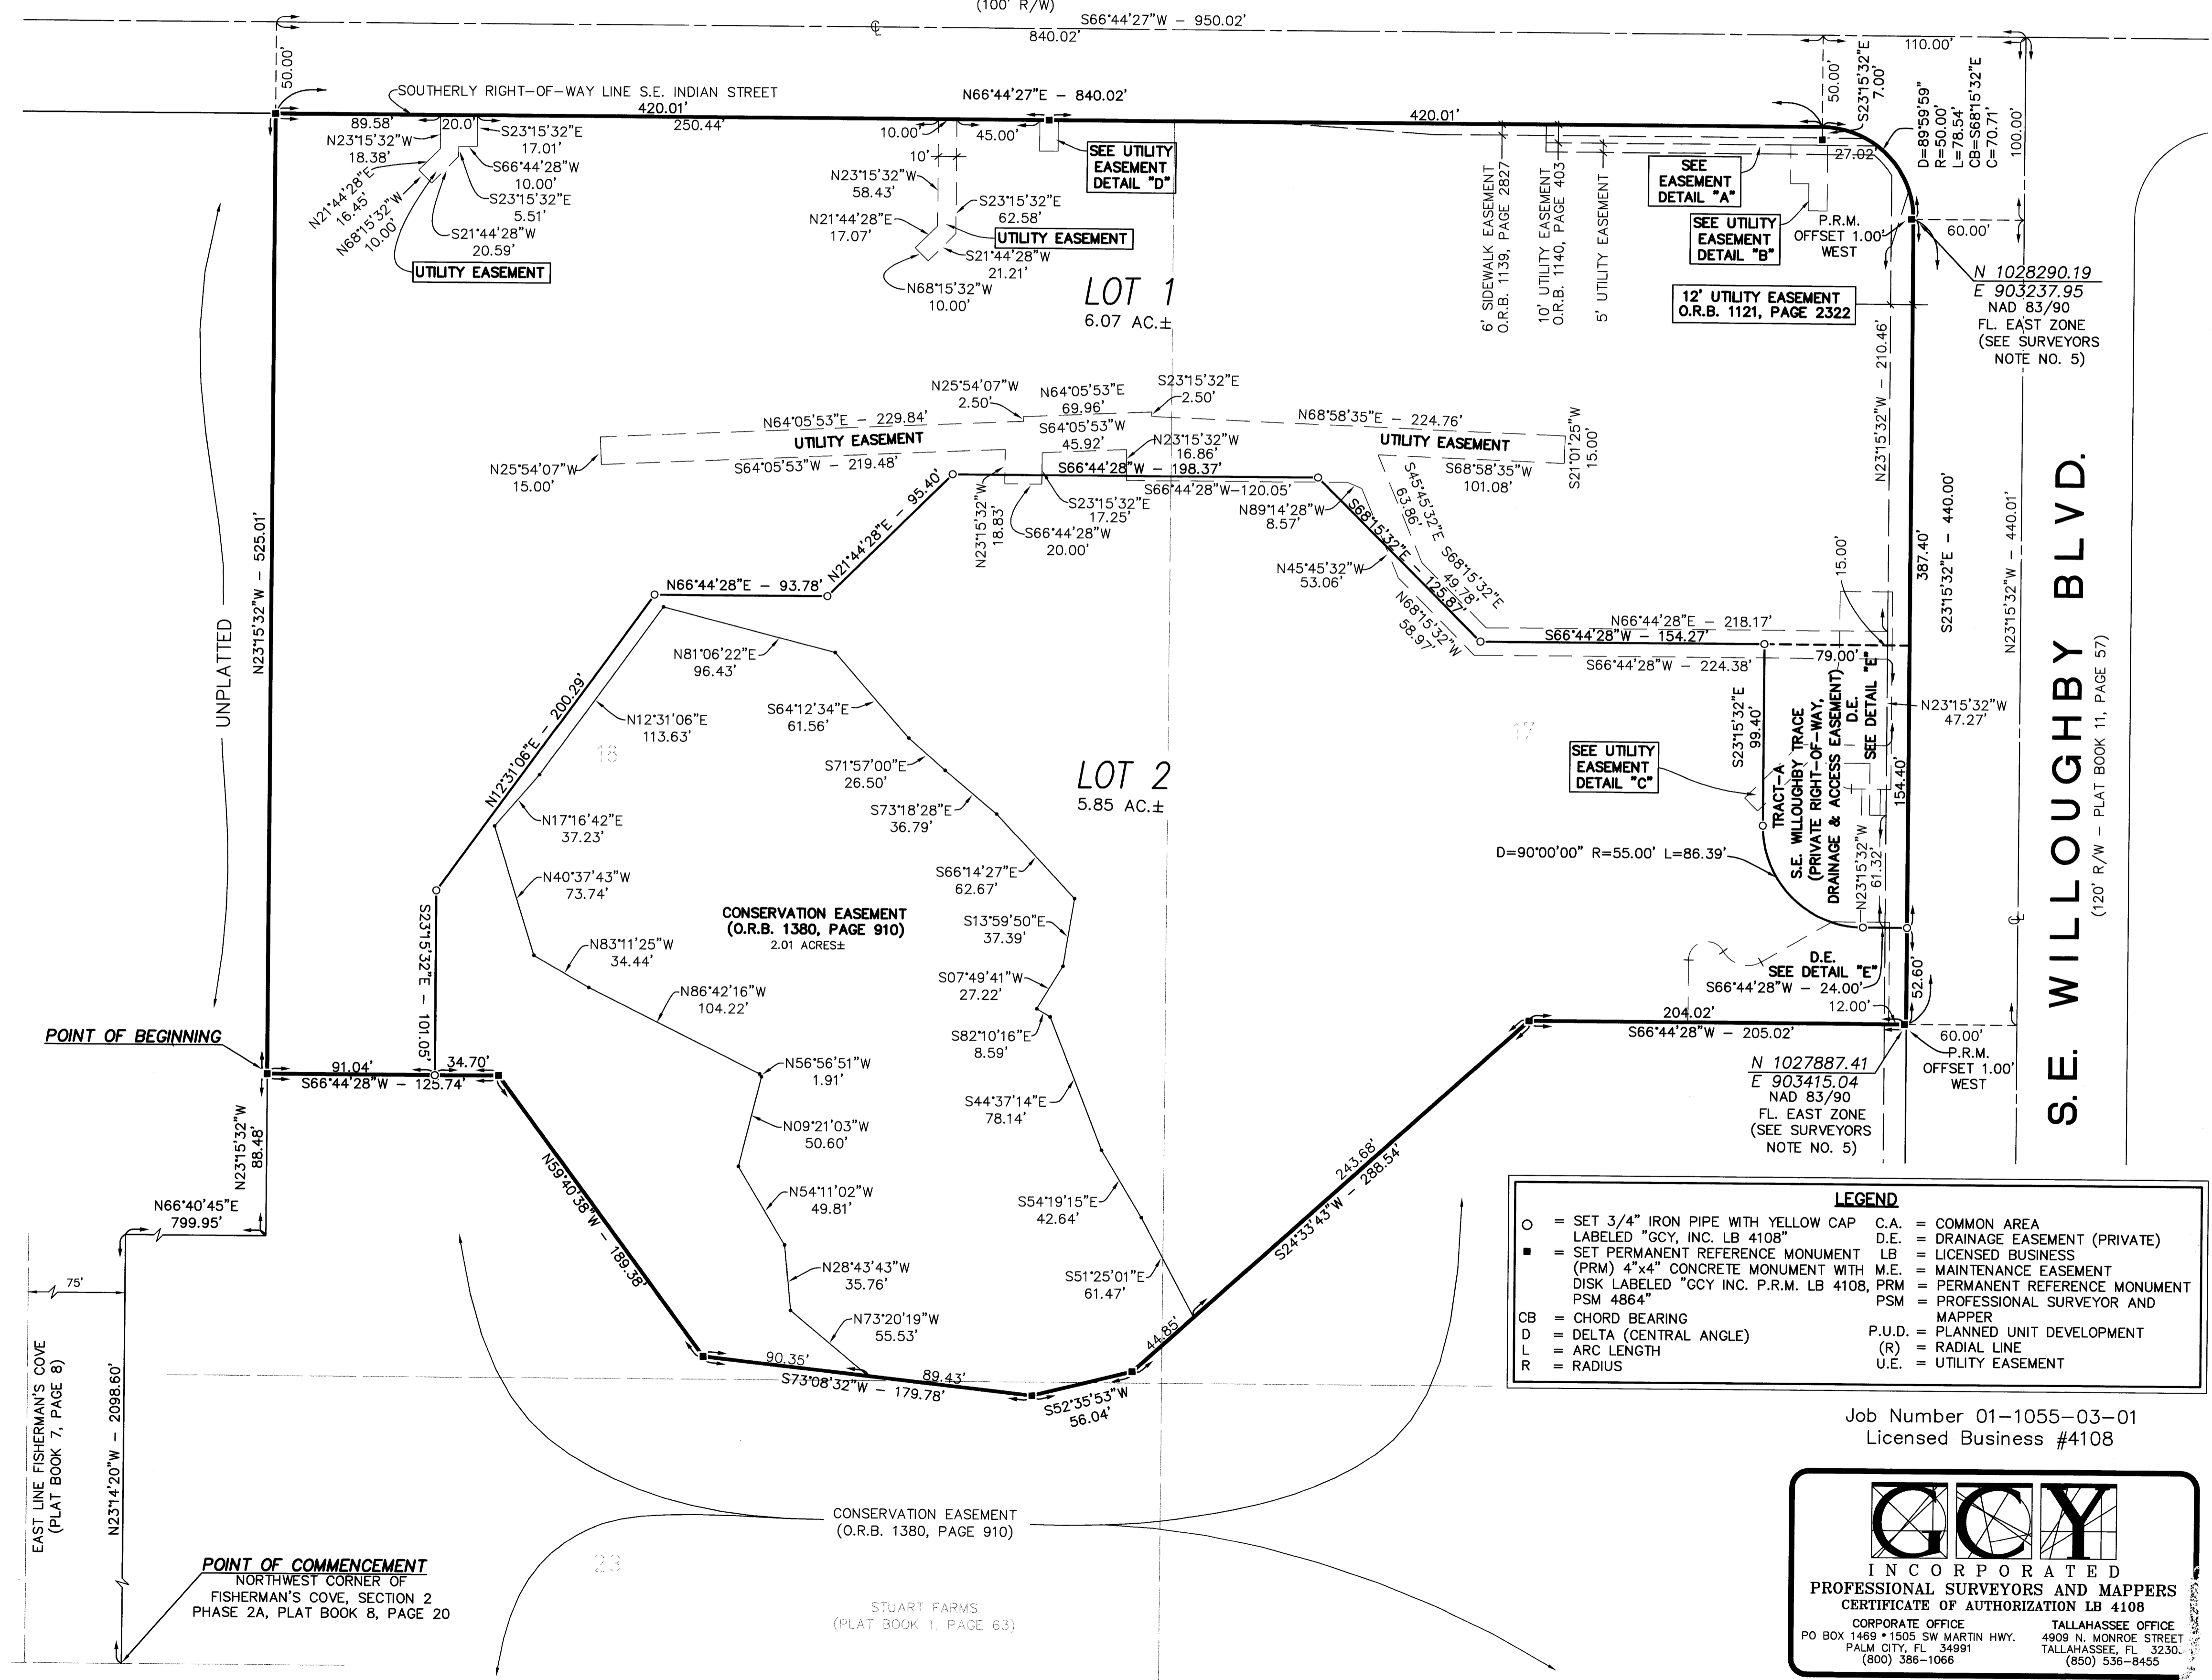 (100' R/W)
S66°44'27"W - 950.02'
840.02'
110.00'
50.00'
SOUTHERLY RIGHT-OF-WAY LINE S.E. INDIAN STREET
N66°44'27"E - 840.02'
420.01'
420.01'
50.00'
S23°15'32"E
7.00'
D=89°59'59"
R=50.00'
L=78.54'
CB=S68°15'32"E
C=70.71'
100.00'
89.58'
20.0'
250.44'
10.00'
45.00'
27.02'
N23°15'32"W
18.38'
N21°44'28"E
16.45'
N68°15'32"W
10.00'
S23°15'32"E
17.01'
S66°44'28"W
10.00'
S23°15'32"E
5.51'
S21°44'28"W
20.59'
UTILITY EASEMENT
10'
N23°15'32"W
58.43'
N21°44'28"E
17.07'
S23°15'32"E
62.58'
UTILITY EASEMENT
S21°44'28"W
21.21'
N68°15'32"W
10.00'
SEE UTILITY
EASEMENT
DETAIL "D"
LOT 1
6.07 AC.±
6' SIDEWALK EASEMENT
O.R.B. 1139, PAGE 2827
10' UTILITY EASEMENT
O.R.B. 1140, PAGE 403
5' UTILITY EASEMENT
SEE
EASEMENT
DETAIL "A"
SEE UTILITY
EASEMENT
DETAIL "B"
P.R.M.
OFFSET 1.00'
WEST
60.00'
12' UTILITY EASEMENT
O.R.B. 1121, PAGE 2322
N 1028290.19
E 903237.95
NAD 83/90
FL. EAST ZONE
(SEE SURVEYORS
NOTE NO. 5)
N23°15'32"W - 210.46'
N25°54'07"W
2.50'
N64°05'53"E
69.96'
S23°15'32"E
2.50'
N64°05'53"E - 229.84'
N68°58'35"E - 224.76'
UTILITY EASEMENT
S64°05'53"W
45.92'
N23°15'32"W
16.86'
UTILITY EASEMENT
S21°01'25"W
15.00'
N25°54'07"W
15.00'
S64°05'53"W - 219.48'
S66°44'28"W - 198.37'
S68°58'35"W
101.08'
S66°44'28"W-120.05'
N23°15'32"W
18.83'
S23°15'32"E
17.25'
S66°44'28"W
20.00'
N89°14'28"W
8.57'
S45°45'32"E
63.86'
S68°15'32"E
49.78'
S68°15'32"E - 125.87'
N45°45'32"W
53.06'
N68°15'32"W
58.97'
N21°44'28"E - 95.40'
N66°44'28"E - 93.78'
N66°44'28"E - 218.17'
S66°44'28"W - 154.27'
S66°44'28"W - 224.38'
79.00'
15.00'
387.40'
S23°15'32"E - 440.00'
N23°15'32"W - 440.01'
UNPLATTED
N23°15'32"W - 525.01'
S.E. WILLOUGHBY BLVD.
(120' R/W - PLAT BOOK 11, PAGE 57)
N12°31'06"E - 200.29'
N81°06'22"E
96.43'
N12°31'06"E
113.63'
S64°12'34"E
61.56'
18
S71°57'00"E
26.50'
S73°18'28"E
36.79'
LOT 2
5.85 AC.±
17
N17°16'42"E
37.23'
S66°14'27"E
62.67'
N40°37'43"W
73.74'
CONSERVATION EASEMENT
(O.R.B. 1380, PAGE 910)
2.01 ACRES±
S13°59'50"E
37.39'
N83°11'25"W
34.44'
N86°42'16"W
104.22'
S07°49'41"W
27.22'
S82°10'16"E
8.59'
SEE UTILITY
EASEMENT
DETAIL "C"
S23°15'32"E
99.40'
TRACT-A
S.E. WILLOUGHBY TRACE
(PRIVATE RIGHT-OF-WAY,
DRAINAGE & ACCESS EASEMENT)
D.E.
SEE DETAIL "E"
N23°15'32"W
47.27'
154.40'
D=90°00'00" R=55.00' L=86.39'
N23°15'32"W
61.32'
D.E.
SEE DETAIL "E"
S66°44'28"W - 24.00'
12.00'
52.60'
204.02'
S66°44'28"W - 205.02'
60.00'
P.R.M.
OFFSET 1.00'
WEST
N 1027887.41
E 903415.04
NAD 83/90
FL. EAST ZONE
(SEE SURVEYORS
NOTE NO. 5)
S23°15'32"E - 101.05'
POINT OF BEGINNING
91.04'
34.70'
S66°44'28"W - 125.74'
N23°15'32"W
88.48'
N66°40'45"E
799.95'
N56°56'51"W
1.91'
N09°21'03"W
50.60'
S44°37'14"E
78.14'
N54°11'02"W
49.81'
S54°19'15"E
42.64'
N28°43'43"W
35.76'
S51°25'01"E
61.47'
N73°20'19"W
55.53'
N59°40'38"W - 189.38'
243.68'
S24°33'43"W - 288.54'
44.85'
90.35'
89.43'
S73°08'32"W - 179.78'
S52°35'53"W
56.04'
75'
EAST LINE FISHERMAN'S COVE
(PLAT BOOK 7, PAGE 8)
N23°14'20"W - 2098.60'
POINT OF COMMENCEMENT
NORTHWEST CORNER OF
FISHERMAN'S COVE, SECTION 2
PHASE 2A, PLAT BOOK 8, PAGE 20
CONSERVATION EASEMENT
(O.R.B. 1380, PAGE 910)
23
STUART FARMS
(PLAT BOOK 1, PAGE 63)
LEGEND
= SET 3/4" IRON PIPE WITH YELLOW CAP
LABELED "GCY, INC. LB 4108"
= SET PERMANENT REFERENCE MONUMENT
(PRM) 4"x4" CONCRETE MONUMENT WITH
DISK LABELED "GCY INC. P.R.M. LB 4108,
PSM 4864"
CB = CHORD BEARING
D = DELTA (CENTRAL ANGLE)
L = ARC LENGTH
R = RADIUS
C.A. = COMMON AREA
D.E. = DRAINAGE EASEMENT (PRIVATE)
LB = LICENSED BUSINESS
M.E. = MAINTENANCE EASEMENT
PRM = PERMANENT REFERENCE MONUMENT
PSM = PROFESSIONAL SURVEYOR AND
MAPPER
P.U.D. = PLANNED UNIT DEVELOPMENT
(R) = RADIAL LINE
U.E. = UTILITY EASEMENT
Job Number 01-1055-03-01
Licensed Business #4108
GCY
INCORPORATED
PROFESSIONAL SURVEYORS AND MAPPERS
CERTIFICATE OF AUTHORIZATION LB 4108
CORPORATE OFFICE
PO BOX 1469 • 1505 SW MARTIN HWY.
PALM CITY, FL 34991
(800) 386-1066
TALLAHASSEE OFFICE
4909 N. MONROE STREET
TALLAHASSEE, FL 3230
(850) 536-8455